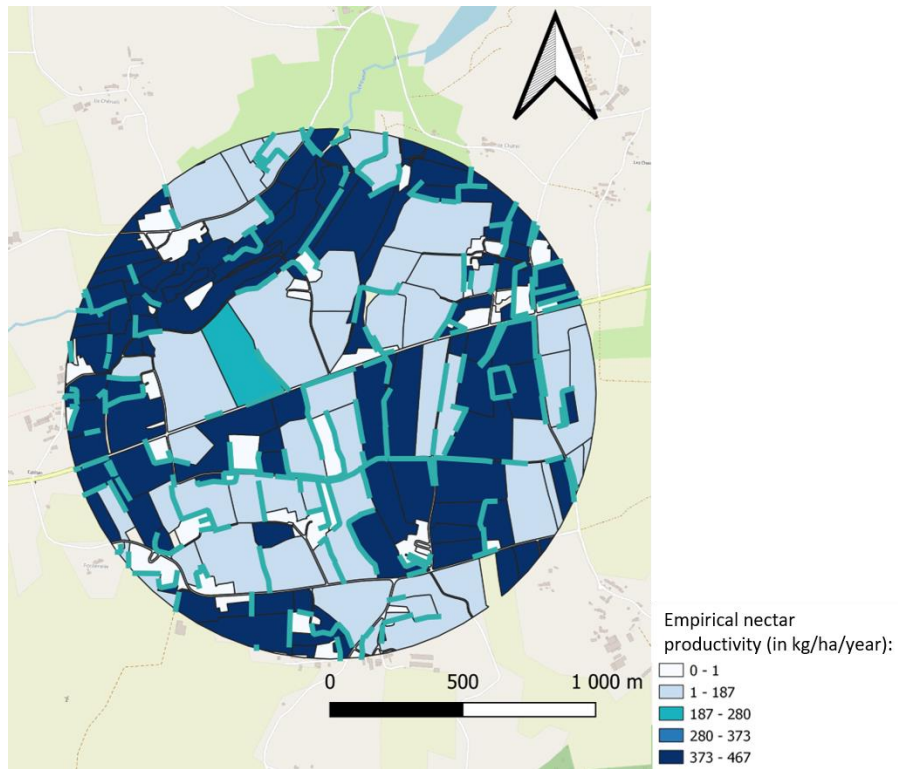 0
500
1 000 m
Empirical nectar
productivity (in kg/ha/year):
0 - 1
1 - 187
187 - 280
280 - 373
373 - 467